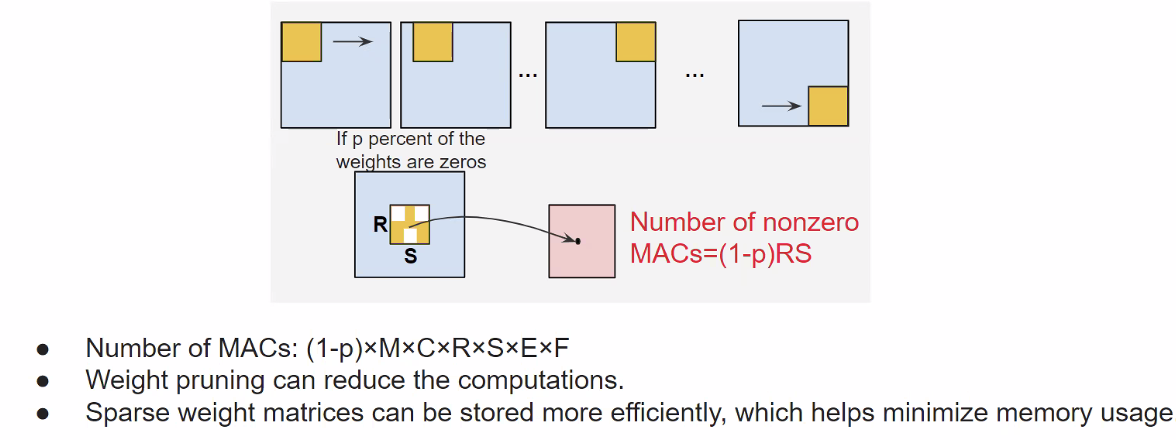 ... ...
If p percent of the
weights are zeros
R
S
Number of nonzero
MACs=(1-p)RS
● Number of MACs: (1-p)×M×C×R×S×E×F
● Weight pruning can reduce the computations.
● Sparse weight matrices can be stored more efficiently, which helps minimize memory usage